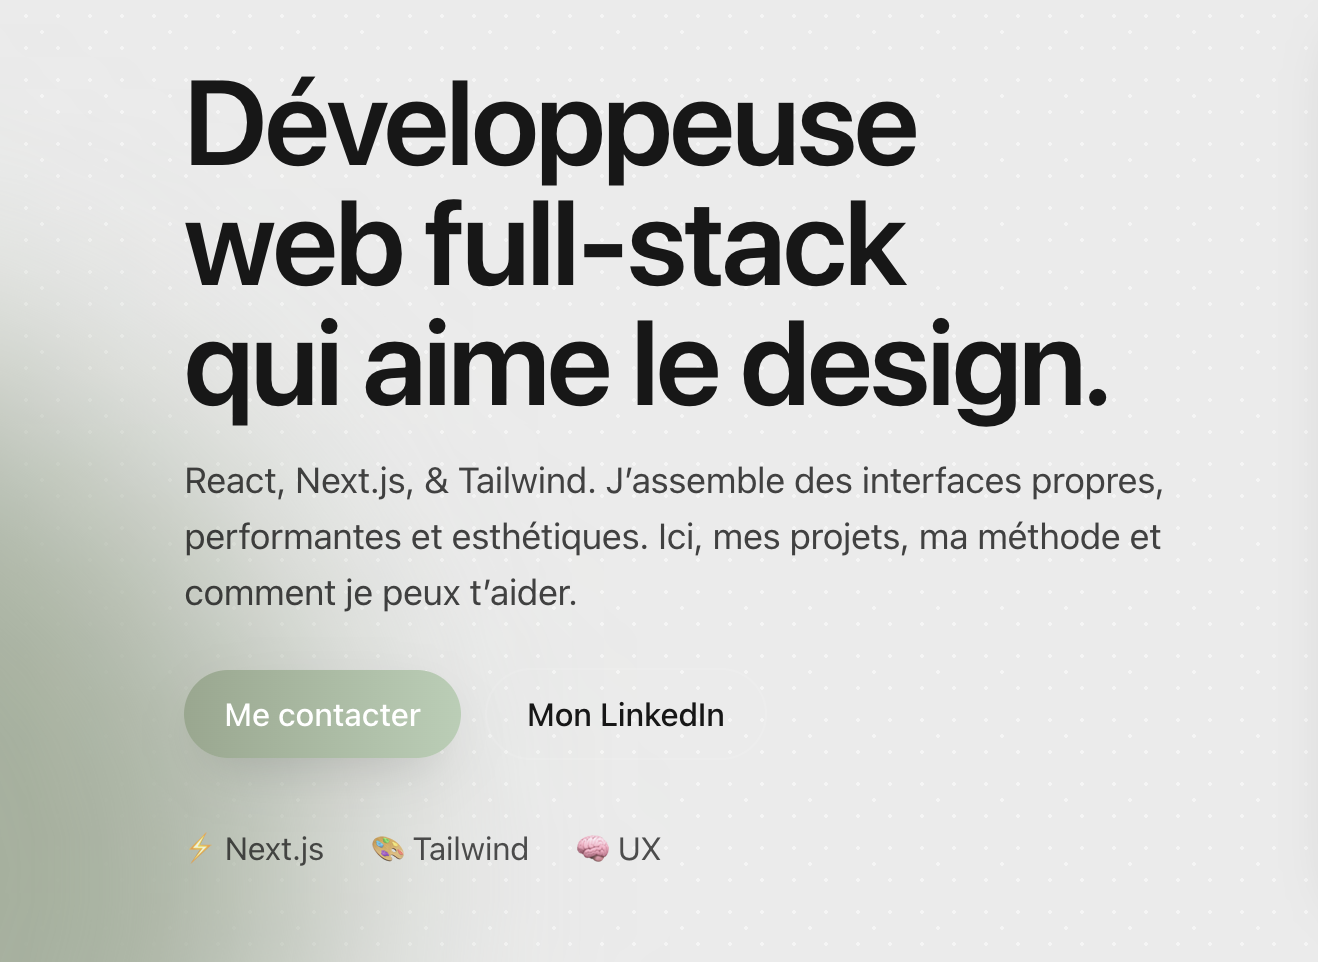 Développeuse
web full-stack
qui aime le design.
React, Next.js, & Tailwind. J’assemble des interfaces propres,
performantes et esthétiques. Ici, mes projets, ma méthode et
comment je peux t’aider.
Me contacter Mon LinkedIn
⚡ Next.js 🎨 Tailwind 🧠 UX